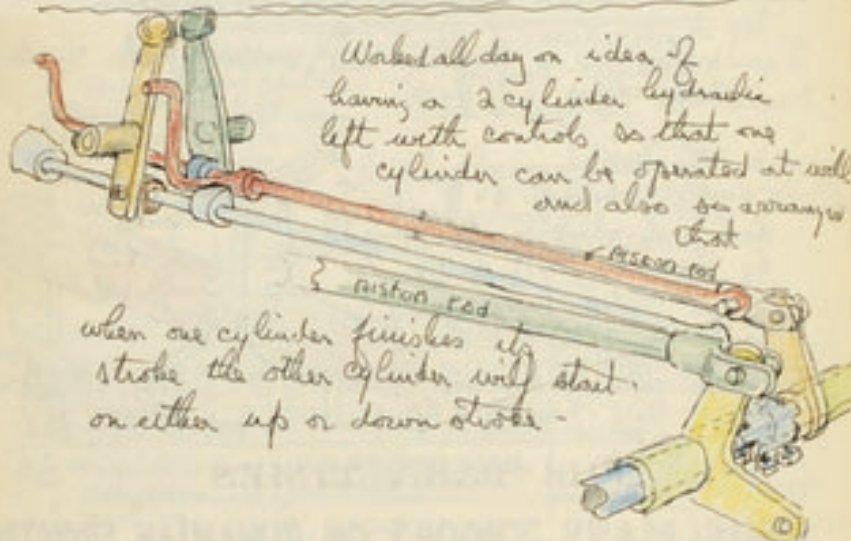 Worked all day on idea of
having a 2 cylinder hydraulic
left with controls so that one
cylinder can be operated at will
and also so arranged
that
PISTON ROD
PISTON ROD
when one cylinder finishes its
stroke the other cylinder will start.
on either up or down stroke -
©